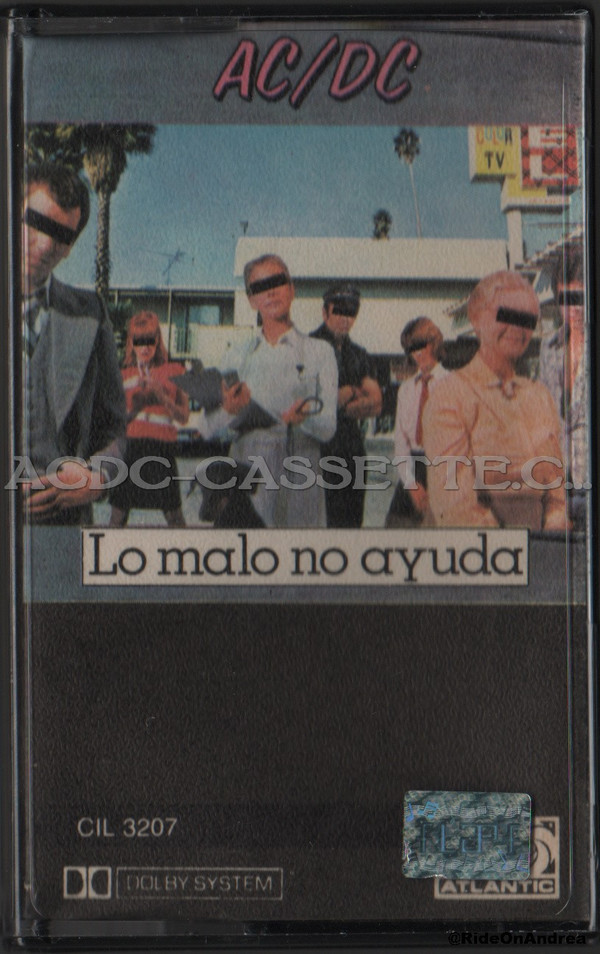 AC/DC
COLOR
TV
ACDC-CASSETTE.C...
Lo malo no ayuda
CIL 3207
DOLBY SYSTEM
ATLANTIC
@RideOnAndrea